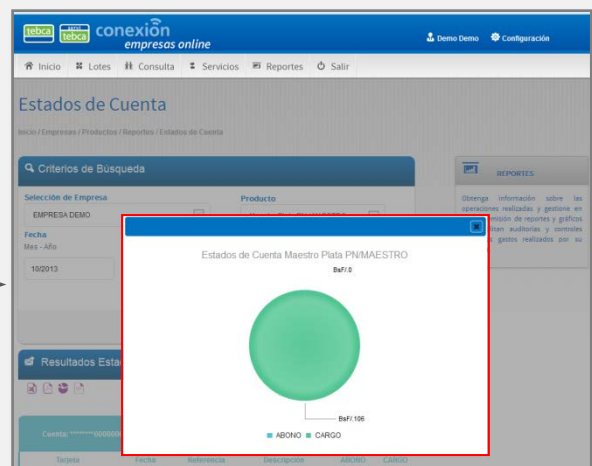 tebca
tebca
conexión
empresas online
Demo Demo
Configuración
Inicio
Lotes
Consulta
Servicios
Reportes
Salir
Estados de Cuenta
Inicio / Empresas / Productos / Reportes / Estados de Cuenta
Criterios de Búsqueda
Selección de Empresa
Producto
EMPRESA DEMO
Fecha
Mes - Año
10/2013
REPORTES
Obtenga información sobre las
operaciones realizadas y gestione en
misión de reportes y gráficos
litan auditorías y controles
gastos realizados por su
Estados de Cuenta Maestro Plata PN/MAESTRO
BsF/.0
BsF/.106
ABONO
CARGO
Resultados Esta
Cuenta:
Tarjeta
Fecha
Referencia
Descripción
ABONO
CARGO